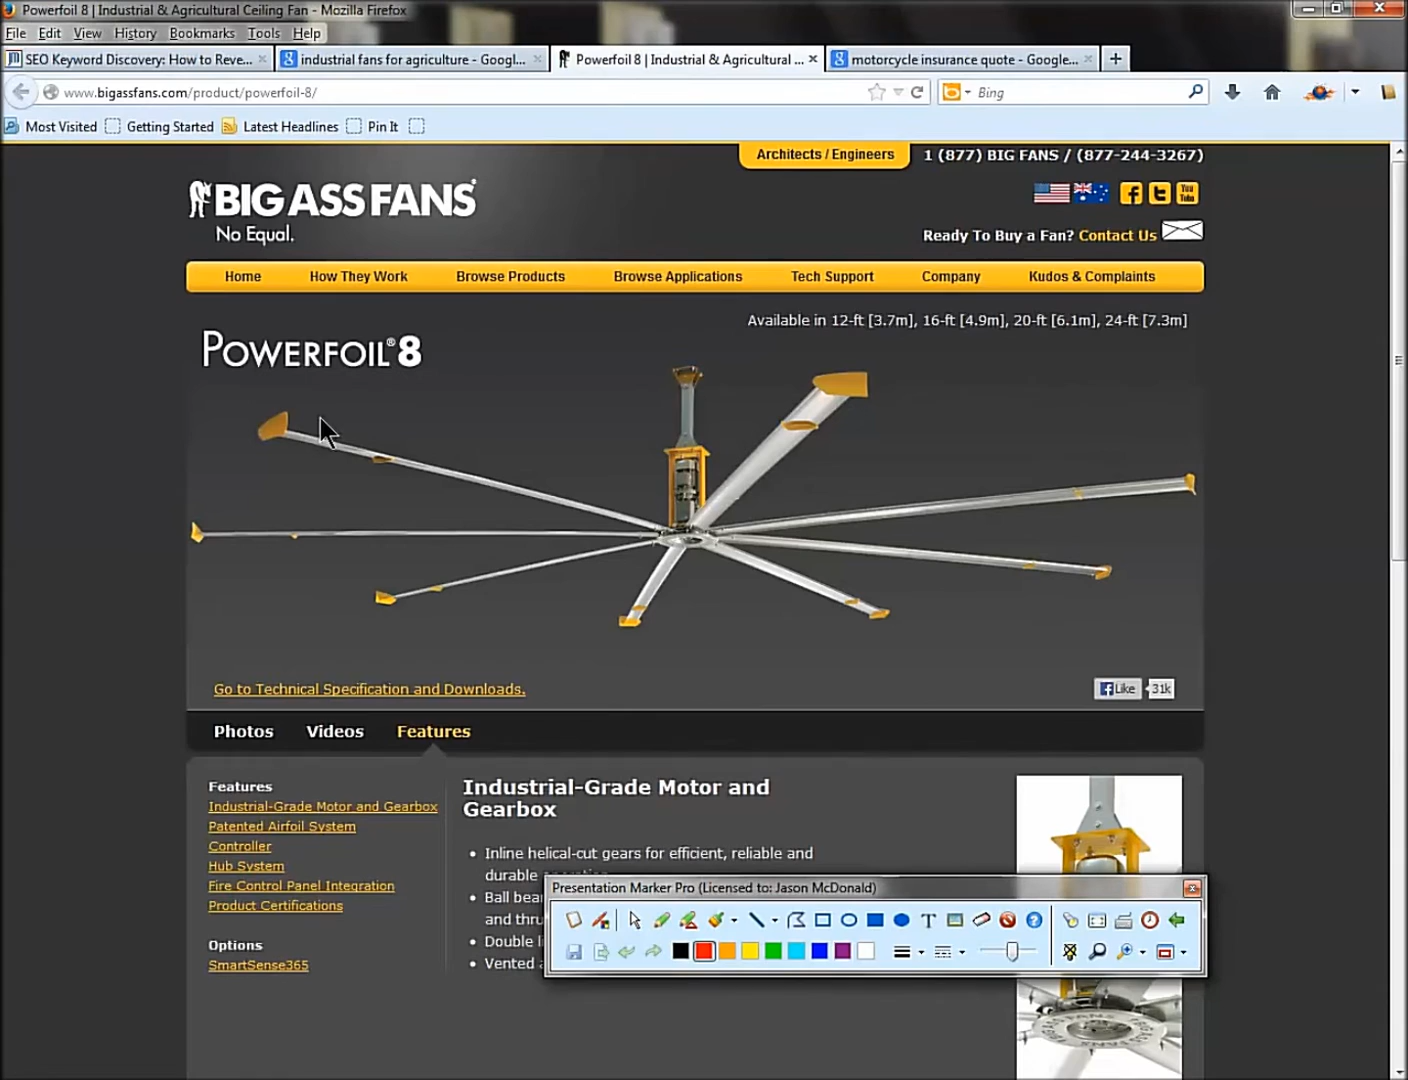 Powerfoil 8 | Industrial & Agricultural Ceiling Fan - Mozilla Firefox
File Edit View History Bookmarks Tools Help
SEO Keyword Discovery: How to Reve...
industrial fans for agriculture - Googl...
Powerfoil 8 | Industrial & Agricultural ...
motorcycle insurance quote - Google...
www.bigassfans.com/product/powerfoil-8/
Bing
Most Visited Getting Started Latest Headlines Pin It
Architects / Engineers
1 (877) BIG FANS / (877-244-3267)
BIG ASS FANS®
No Equal.
You Tube
Ready To Buy a Fan? Contact Us
Home How They Work Browse Products Browse Applications Tech Support Company Kudos & Complaints
Available in 12-ft [3.7m], 16-ft [4.9m], 20-ft [6.1m], 24-ft [7.3m]
POWERFOIL®8
Go to Technical Specification and Downloads.
Like 31k
Photos Videos Features
Features
Industrial-Grade Motor and Gearbox
Patented Airfoil System
Controller
Hub System
Fire Control Panel Integration
Product Certifications
Options
SmartSense365
Industrial-Grade Motor and
Gearbox
• Inline helical-cut gears for efficient, reliable and
durable
• Ball
and
• Double
• Vented
Presentation Marker Pro (Licensed to: Jason McDonald)
BIG ASS FANS